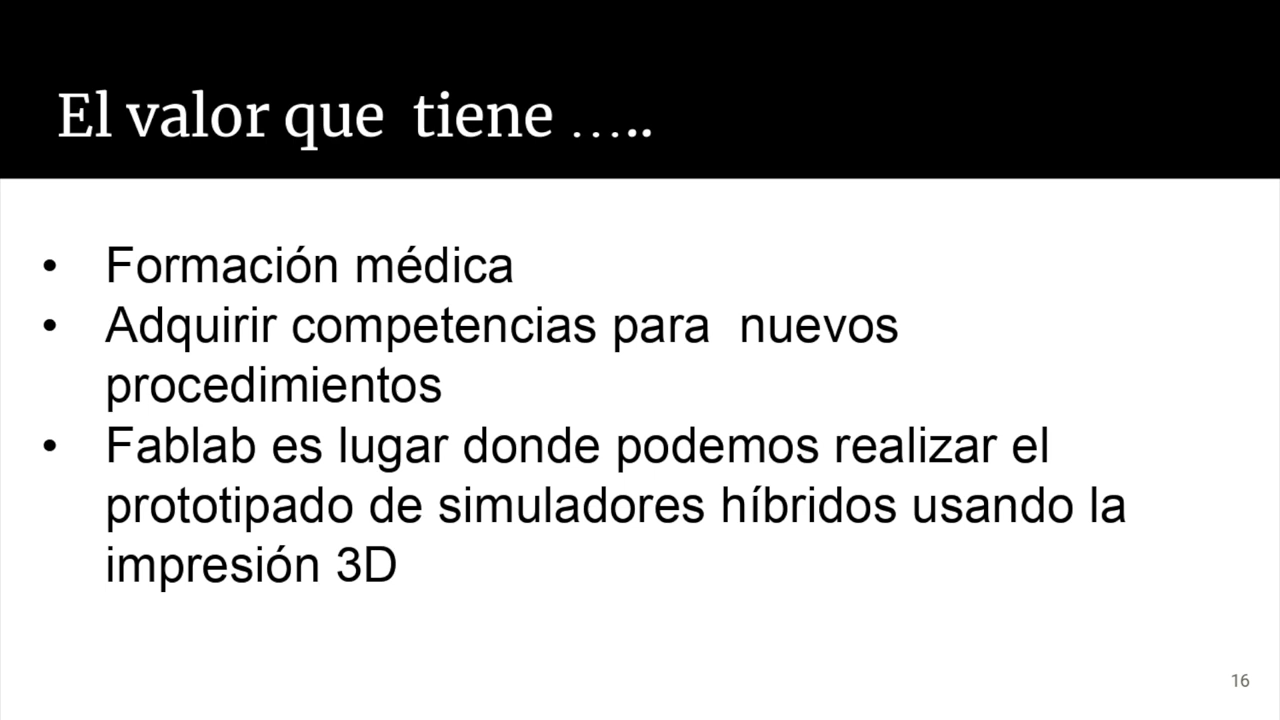 El valor que  tiene …..
• Formación médica
• Adquirir competencias para  nuevos
procedimientos
• Fablab es lugar donde podemos realizar el
prototipado de simuladores híbridos usando la
impresión 3D
16